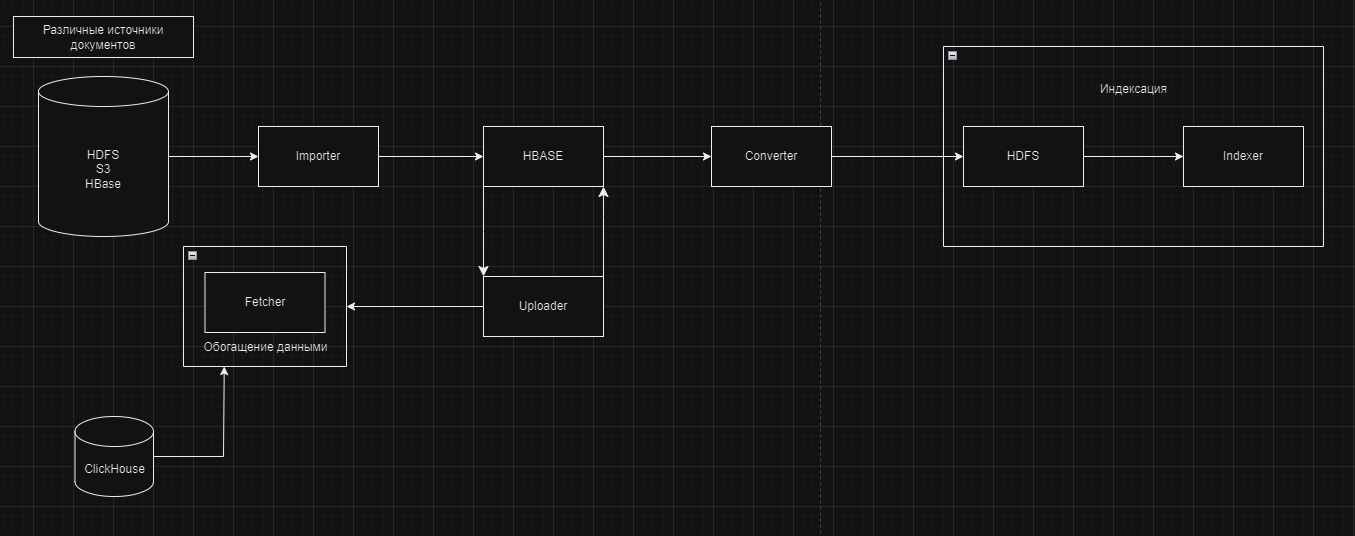 Различные источники
документов
HDFS
S3
HBase
Importer
HBASE
Converter
Индексация
HDFS
Indexer
Fetcher
Обогащение данными
Uploader
ClickHouse